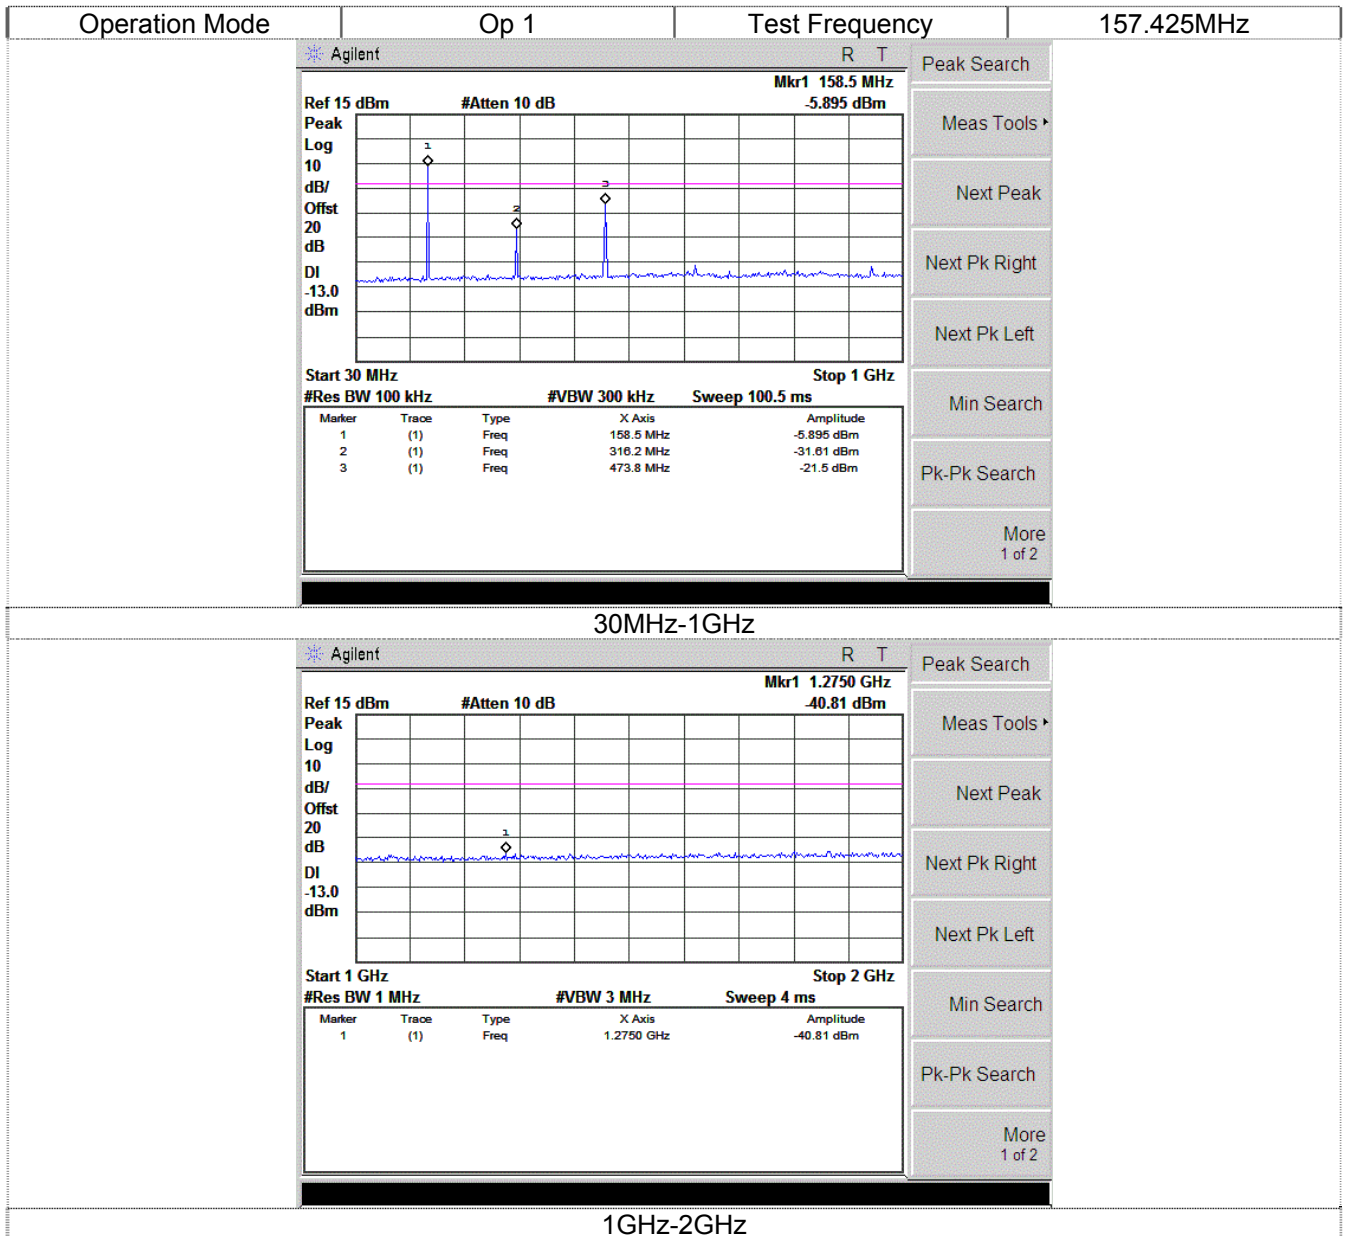 Operation Mode Op 1 Test Frequency 157.425MHz
Agilent R T
Peak Search
Mkr1 158.5 MHz
Ref 15 dBm #Atten 10 dB -5.895 dBm
Peak
Log
10
dB/
Offst
20
dB
DI
-13.0
dBm
1
2
3
Meas Tools
Next Peak
Next Pk Right
Next Pk Left
Min Search
Pk-Pk Search
More
1 of 2
Start 30 MHz Stop 1 GHz
#Res BW 100 kHz #VBW 300 kHz Sweep 100.5 ms
Marker Trace Type X Axis Amplitude
1 (1) Freq 158.5 MHz -5.895 dBm
2 (1) Freq 316.2 MHz -31.61 dBm
3 (1) Freq 473.8 MHz -21.5 dBm
30MHz-1GHz
Agilent R T
Peak Search
Mkr1 1.2750 GHz
Ref 15 dBm #Atten 10 dB -40.81 dBm
Peak
Log
10
dB/
Offst
20
dB
DI
-13.0
dBm
1
Meas Tools
Next Peak
Next Pk Right
Next Pk Left
Min Search
Pk-Pk Search
More
1 of 2
Start 1 GHz Stop 2 GHz
#Res BW 1 MHz #VBW 3 MHz Sweep 4 ms
Marker Trace Type X Axis Amplitude
1 (1) Freq 1.2750 GHz -40.81 dBm
1GHz-2GHz